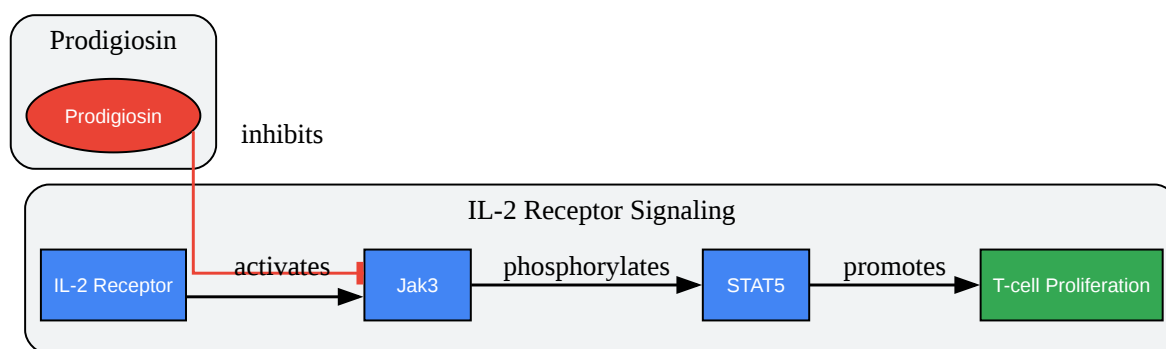 Prodigiosin
Prodigiosin
inhibits
IL-2 Receptor Signaling
IL-2 Receptor
activates
Jak3
phosphorylates
STAT5
promotes
T-cell Proliferation